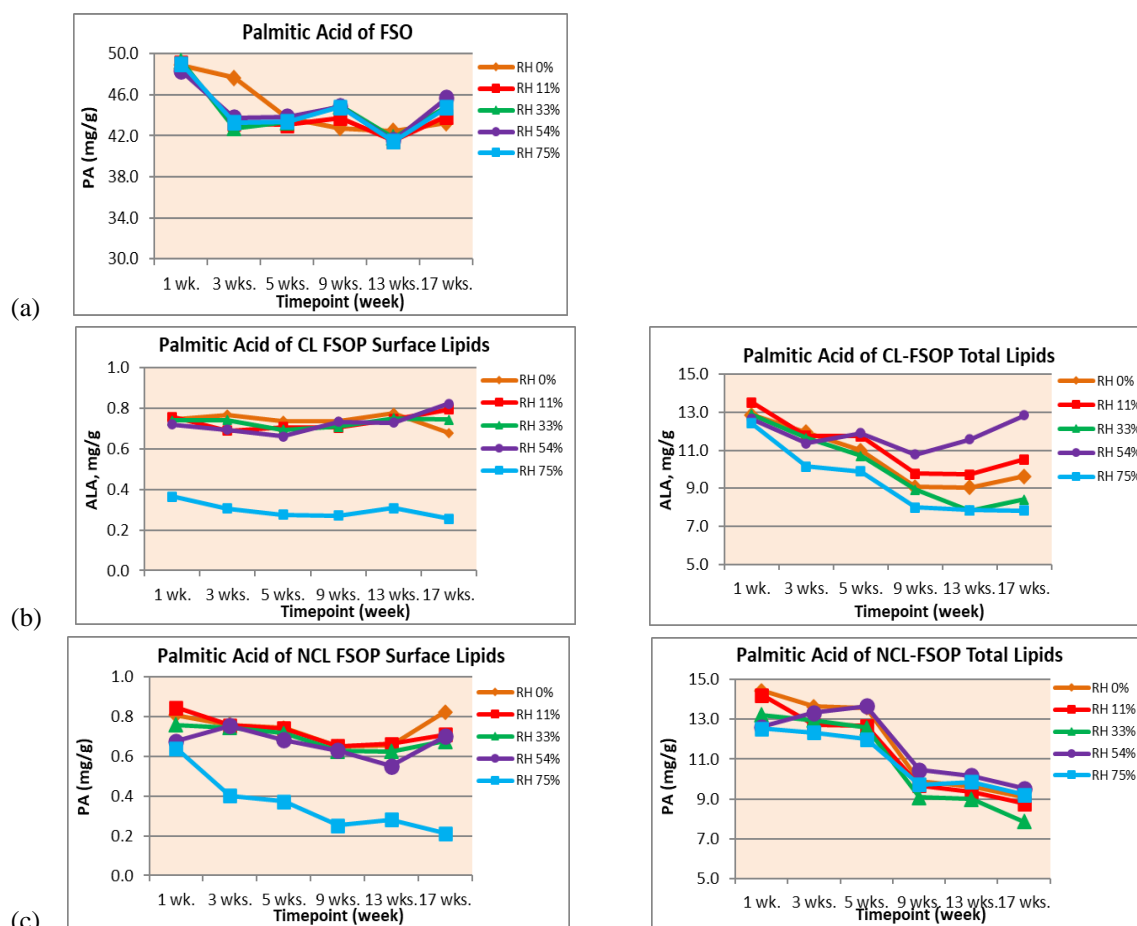 Palmitic Acid of FSO
50.0
46.0
42.0
38.0
34.0
30.0
PA (mg/g)
1 wk. 3 wks. 5 wks. 9 wks. 13 wks. 17 wks.
Timepoint (week)
RH 0%
RH 11%
RH 33%
RH 54%
RH 75%
(a)
Palmitic Acid of CL FSOP Surface Lipids
1.0
0.8
0.6
0.4
0.2
0.0
ALA, mg/g
1 wk. 3 wks. 5 wks. 9 wks. 13 wks. 17 wks.
Timepoint (week)
RH 0%
RH 11%
RH 33%
RH 54%
RH 75%
Palmitic Acid of CL-FSOP Total Lipids
15.0
13.0
11.0
9.0
7.0
5.0
ALA, mg/g
1 wk. 3 wks. 5 wks. 9 wks. 13 wks. 17 wks.
Timepoint (week)
RH 0%
RH 11%
RH 33%
RH 54%
RH 75%
(b)
Palmitic Acid of NCL FSOP Surface Lipids
1.0
0.8
0.6
0.4
0.2
0.0
PA (mg/g)
1 wk. 3 wks. 5 wks. 9 wks. 13 wks. 17 wks.
Timepoint (week)
RH 0%
RH 11%
RH 33%
RH 54%
RH 75%
Palmitic Acid of NCL-FSOP Total Lipids
15.0
13.0
11.0
9.0
7.0
5.0
PA (mg/g)
1 wk. 3 wks. 5 wks. 9 wks. 13 wks. 17 wks.
Timepoint (week)
RH 0%
RH 11%
RH 33%
RH 54%
RH 75%
(c)